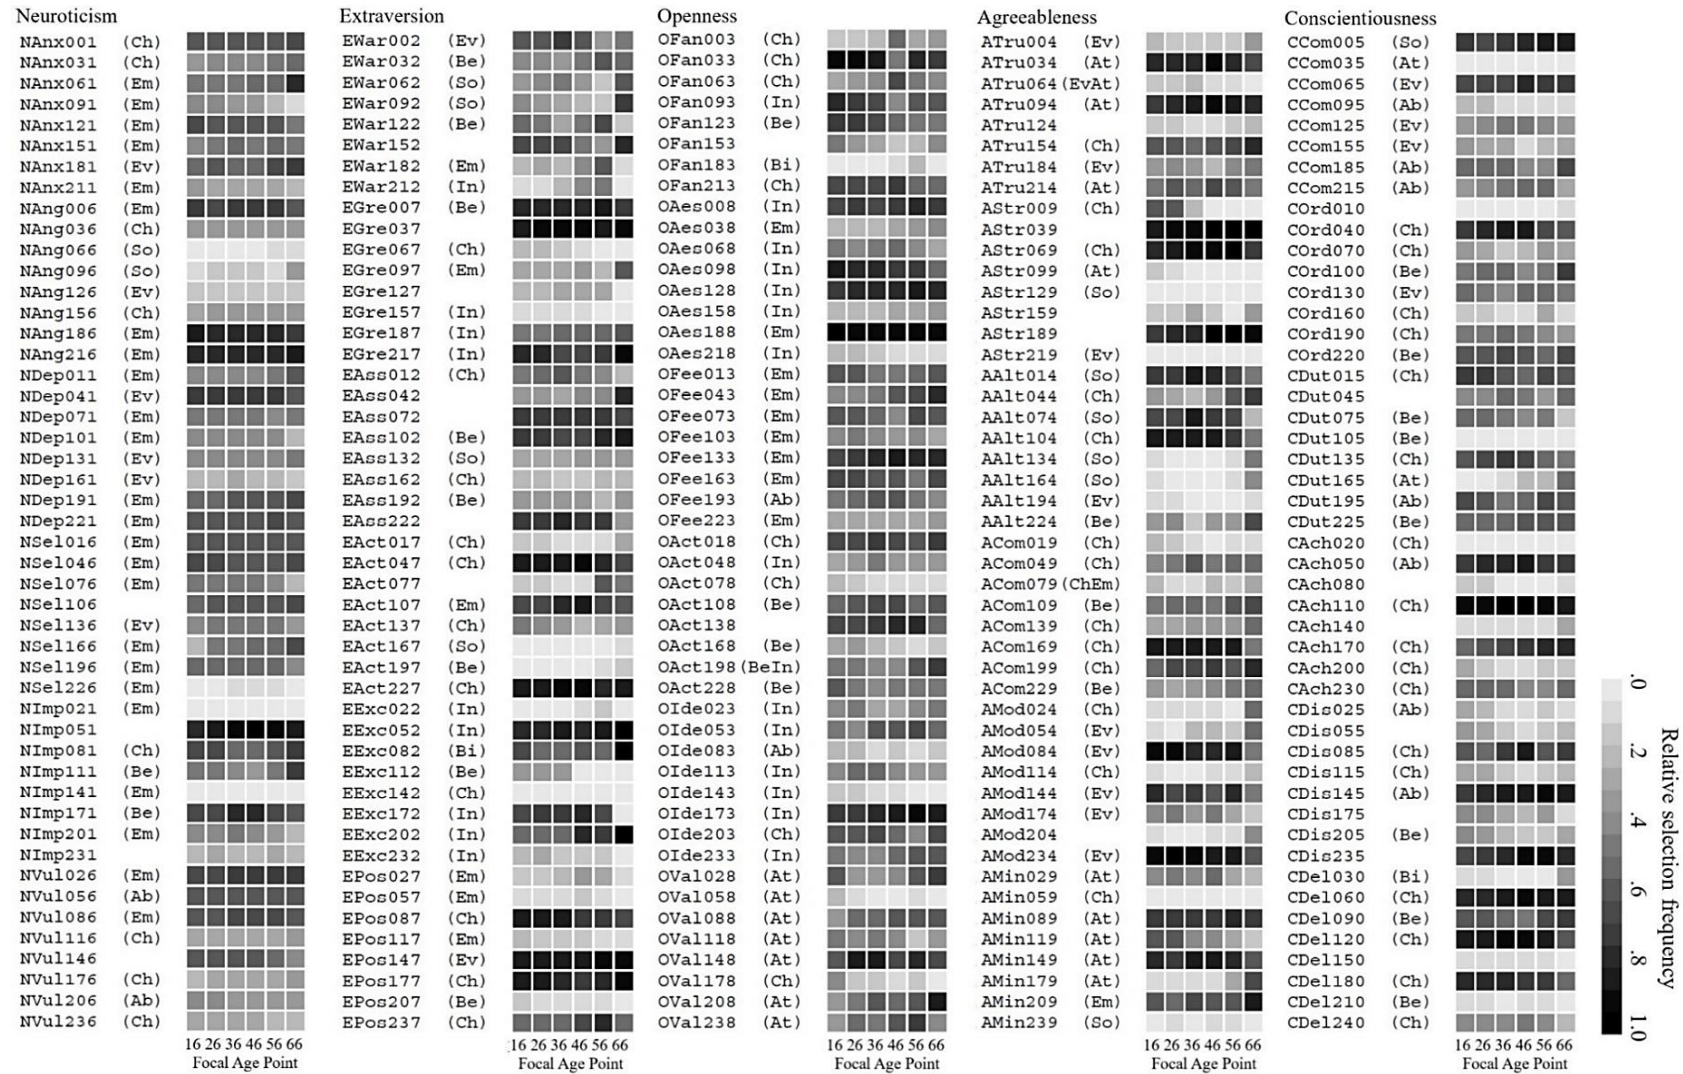 Neuroticism
NAnx001 (Ch)
NAnx031 (Ch)
NAnx061 (Em)
NAnx091 (Em)
NAnx121 (Em)
NAnx151 (Em)
NAnx181 (Ev)
NAnx211 (Em)
NAng006 (Em)
NAng036 (Ch)
NAng066 (So)
NAng096 (So)
NAng126 (Ev)
NAng156 (Ch)
NAng186 (Em)
NAng216 (Em)
NDep011 (Em)
NDep041 (Ev)
NDep071 (Em)
NDep101 (Em)
NDep131 (Ev)
NDep161 (Ev)
NDep191 (Em)
NDep221 (Em)
NSel016 (Em)
NSel046 (Em)
NSel076 (Em)
NSel106
NSel136 (Ev)
NSel166 (Em)
NSel196 (Em)
NSel226 (Em)
NImp021 (Em)
NImp051
NImp081 (Ch)
NImp111 (Be)
NImp141 (Em)
NImp171 (Be)
NImp201 (Em)
NImp231
NVul026 (Em)
NVul056 (Ab)
NVul086 (Em)
NVul116 (Ch)
NVul146
NVul176 (Ch)
NVul206 (Ab)
NVul236 (Ch)
16 26 36 46 56 66
Focal Age Point
Extraversion
EWar002 (Ev)
EWar032 (Be)
EWar062 (So)
EWar092 (So)
EWar122 (Be)
EWar152
EWar182 (Em)
EWar212 (In)
EGre007 (Be)
EGre037
EGre067 (Ch)
EGre097 (Em)
EGre127
EGre157 (In)
EGre187 (In)
EGre217 (In)
EAss012 (Ch)
EAss042
EAss072
EAss102 (Be)
EAss132 (So)
EAss162 (Ch)
EAss192 (Be)
EAss222
EAct017 (Ch)
EAct047 (Ch)
EAct077
EAct107 (Em)
EAct137 (Ch)
EAct167 (So)
EAct197 (Be)
EAct227 (Ch)
EExc022 (In)
EExc052 (In)
EExc082 (Bi)
EExc112 (Be)
EExc142 (Ch)
EExc172 (In)
EExc202 (In)
EExc232 (In)
EPos027 (Em)
EPos057 (Em)
EPos087 (Ch)
EPos117 (Em)
EPos147 (Ev)
EPos177 (Ch)
EPos207 (Be)
EPos237 (Ch)
16 26 36 46 56 66
Focal Age Point
Openness
OFan003 (Ch)
OFan033 (Ch)
OFan063 (Ch)
OFan093 (In)
OFan123 (Be)
OFan153
OFan183 (Bi)
OFan213 (Ch)
OAes008 (In)
OAes038 (Em)
OAes068 (In)
OAes098 (In)
OAes128 (In)
OAes158 (In)
OAes188 (Em)
OAes218 (In)
OFee013 (Em)
OFee043 (Em)
OFee073 (Em)
OFee103 (Em)
OFee133 (Em)
OFee163 (Em)
OFee193 (Ab)
OFee223 (Em)
OAct018 (Ch)
OAct048 (In)
OAct078 (Ch)
OAct108 (Be)
OAct138
OAct168 (Be)
OAct198 (BeIn)
OAct228 (Be)
OIde023 (In)
OIde053 (In)
OIde083 (Ab)
OIde113 (In)
OIde143 (In)
OIde173 (In)
OIde203 (Ch)
OIde233 (In)
OVal028 (At)
OVal058 (At)
OVal088 (At)
OVal118 (At)
OVal148 (At)
OVal178 (Ch)
OVal208 (At)
OVal238 (At)
16 26 36 46 56 66
Focal Age Point
Agreeableness
ATru004 (Ev)
ATru034 (At)
ATru064 (EvAt)
ATru094 (At)
ATru124
ATru154 (Ch)
ATru184 (Ev)
ATru214 (At)
AStr009 (Ch)
AStr039
AStr069 (Ch)
AStr099 (At)
AStr129 (So)
AStr159
AStr189
AStr219 (Ev)
AAlt014 (So)
AAlt044 (Ch)
AAlt074 (So)
AAlt104 (Ch)
AAlt134 (So)
AAlt164 (So)
AAlt194 (Ev)
AAlt224 (Be)
ACom019 (Ch)
ACom049 (Ch)
ACom079 (ChEm)
ACom109 (Be)
ACom139 (Ch)
ACom169 (Ch)
ACom199 (Ch)
ACom229 (Be)
AMod024 (Ch)
AMod054 (Ev)
AMod084 (Ev)
AMod114 (Ch)
AMod144 (Ev)
AMod174 (Ev)
AMod204
AMod234 (Ev)
AMin029 (At)
AMin059 (Ch)
AMin089 (At)
AMin119 (At)
AMin149 (At)
AMin179 (At)
AMin209 (Em)
AMin239 (So)
16 26 36 46 56 66
Focal Age Point
Conscientiousness
CCom005 (So)
CCom035 (At)
CCom065 (Ev)
CCom095 (Ab)
CCom125 (Ev)
CCom155 (Ev)
CCom185 (Ab)
CCom215 (Ab)
COrd010
COrd040 (Ch)
COrd070 (Ch)
COrd100 (Be)
COrd130 (Ev)
COrd160 (Ch)
COrd190 (Ch)
COrd220 (Be)
CDut015 (Ch)
CDut045
CDut075 (Be)
CDut105 (Be)
CDut135 (Ch)
CDut165 (At)
CDut195 (Ab)
CDut225 (Be)
CAch020 (Ch)
CAch050 (Ab)
CAch080
CAch110 (Ch)
CAch140
CAch170 (Ch)
CAch200 (Ch)
CAch230 (Ch)
CDis025 (Ab)
CDis055
CDis085 (Ch)
CDis115 (Ch)
CDis145 (Ab)
CDis175
CDis205 (Be)
CDis235
CDel030 (Bi)
CDel060 (Ch)
CDel090 (Be)
CDel120 (Ch)
CDel150
CDel180 (Ch)
CDel210 (Be)
CDel240 (Ch)
16 26 36 46 56 66
Focal Age Point
.0 .2 .4 .6 .8 1.0
Relative selection frequency